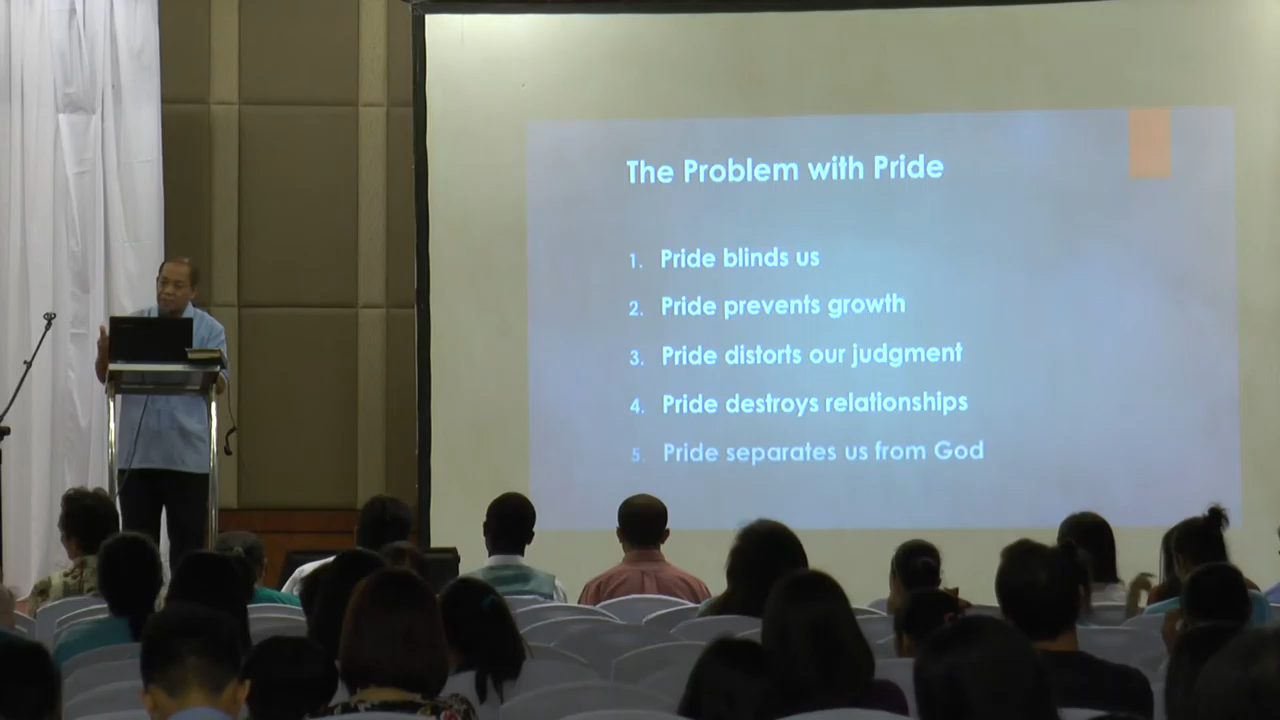 The Problem with Pride
1. Pride blinds us
2. Pride prevents growth
3. Pride distorts our judgment
4. Pride destroys relationships
5. Pride separates us from God